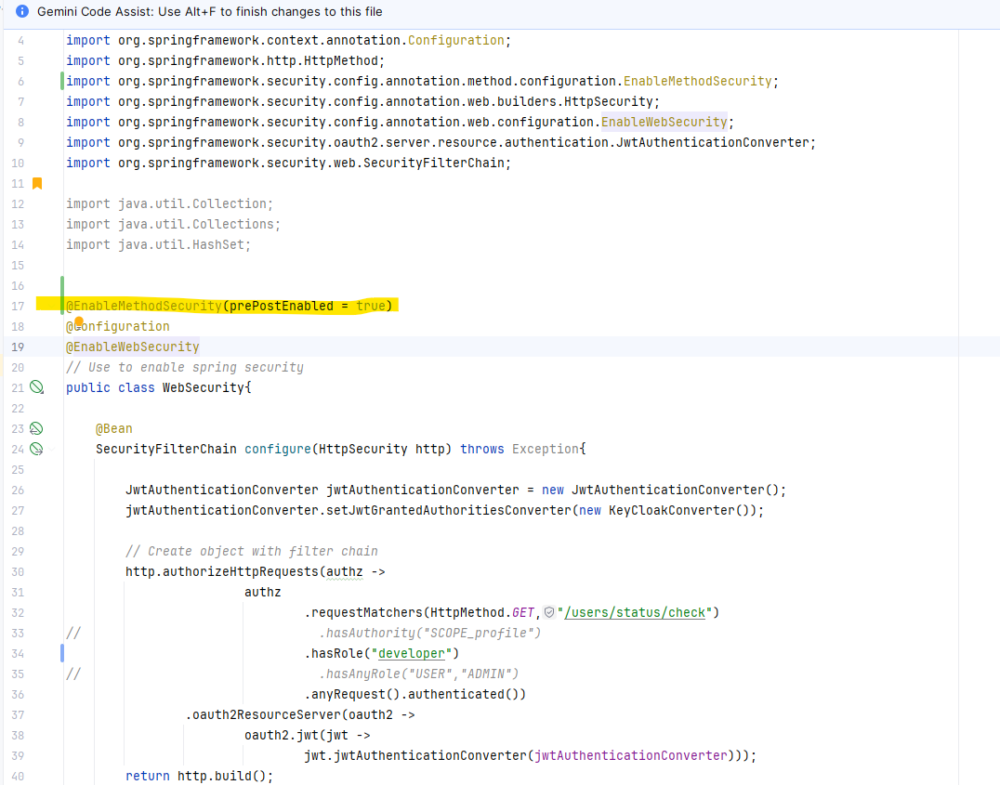 Gemini Code Assist: Use Alt+F to finish changes to this file
4 import org.springframework.context.annotation.Configuration;
5 import org.springframework.http.HttpMethod;
6 import org.springframework.security.config.annotation.method.configuration.EnableMethodSecurity;
7 import org.springframework.security.config.annotation.web.builders.HttpSecurity;
8 import org.springframework.security.config.annotation.web.configuration.EnableWebSecurity;
9 import org.springframework.security.oauth2.server.resource.authentication.JwtAuthenticationConverter;
10 import org.springframework.security.web.SecurityFilterChain;
11
12 import java.util.Collection;
13 import java.util.Collections;
14 import java.util.HashSet;
15
16
17 @EnableMethodSecurity(prePostEnabled = true)
18 @Configuration
19 @EnableWebSecurity
20 // Use to enable spring security
21 public class WebSecurity{
22
23 @Bean
24 SecurityFilterChain configure(HttpSecurity http) throws Exception{
25
26 JwtAuthenticationConverter jwtAuthenticationConverter = new JwtAuthenticationConverter();
27 jwtAuthenticationConverter.setJwtGrantedAuthoritiesConverter(new KeyCloakConverter());
28
29 // Create object with filter chain
30 http.authorizeHttpRequests(authz ->
31 authz
32 .requestMatchers(HttpMethod.GET, "/users/status/check")
33 // .hasAuthority("SCOPE_profile")
34 .hasRole("developer")
35 // .hasAnyRole("USER","ADMIN")
36 .anyRequest().authenticated())
37 .oauth2ResourceServer(oauth2 ->
38 oauth2.jwt(jwt ->
39 jwt.jwtAuthenticationConverter(jwtAuthenticationConverter)));
40 return http.build();